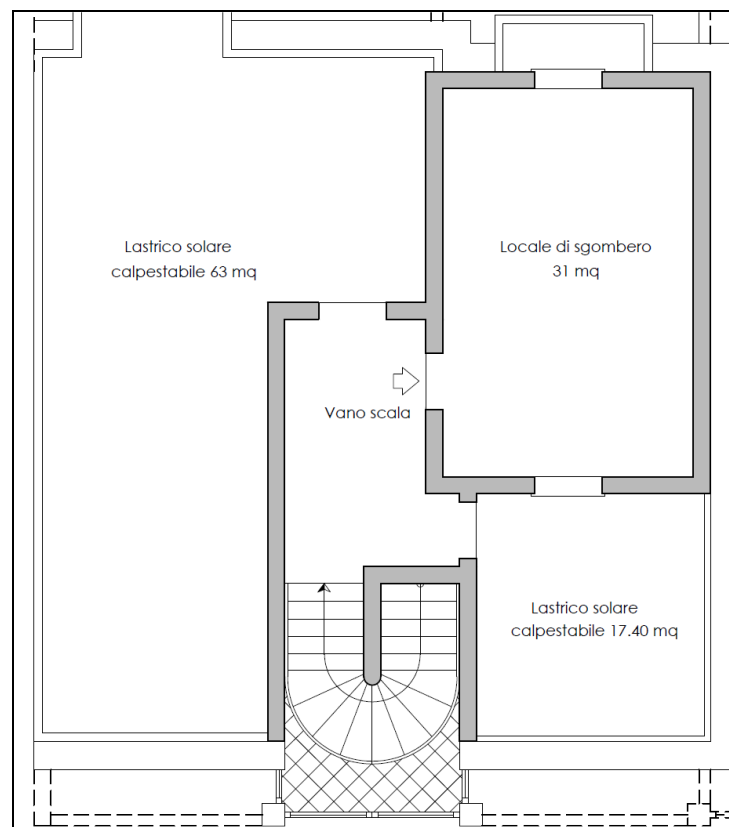 Lastrico solare
calpestabile 63 mq
Locale di sgombero
31 mq
Vano scala
Lastrico solare
calpestabile 17.40 mq